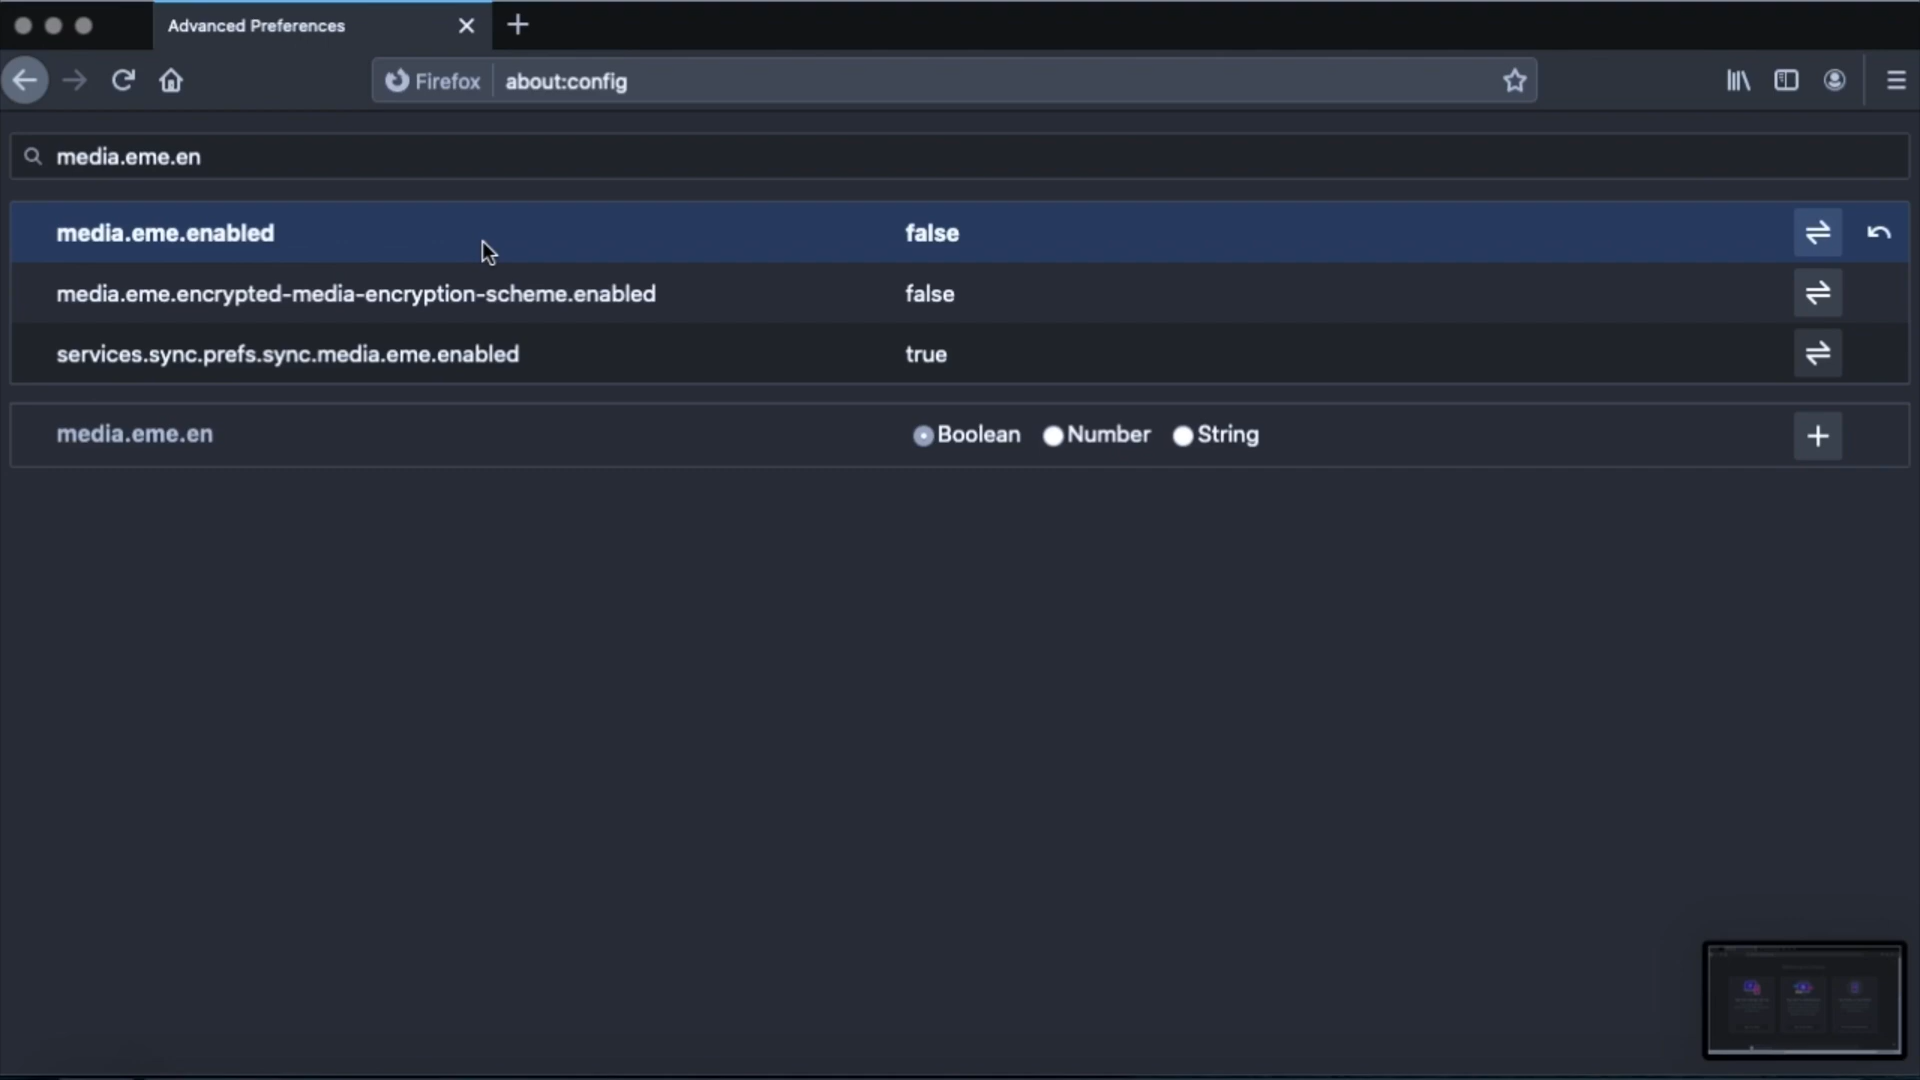 Advanced Preferences
Firefox about:config
media.eme.en
media.eme.enabled false
media.eme.encrypted-media-encryption-scheme.enabled false
services.sync.prefs.sync.media.eme.enabled true
media.eme.en Boolean Number String